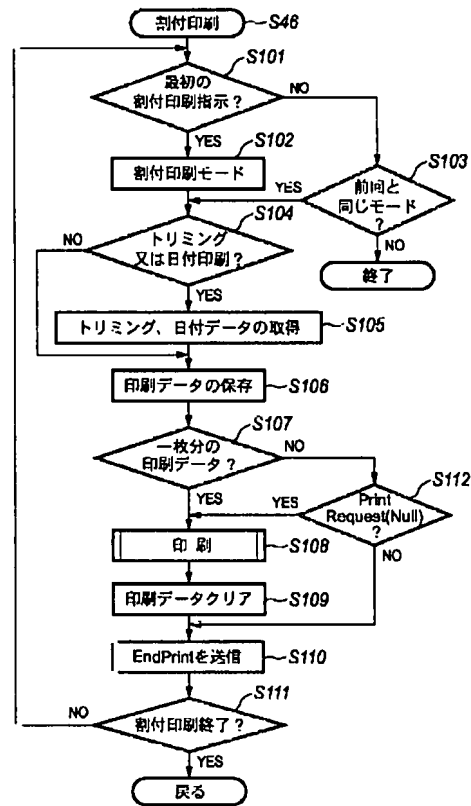 割付印刷
S46
S101
最初の
割付印刷指示?
NO
YES
S102
割付印刷モード
S103
YES
前回と
同じモード
?
NO
終了
S104
NO
トリミング
又は日付印刷?
YES
トリミング、日付データの取得
S105
印刷データの保存
S106
S107
一枚分の
印刷データ?
NO
YES
S112
YES
Print
Request(Null)
?
NO
印刷
S108
印刷データクリア
S109
EndPrintを送信
S110
S111
NO
割付印刷終了?
YES
戻る